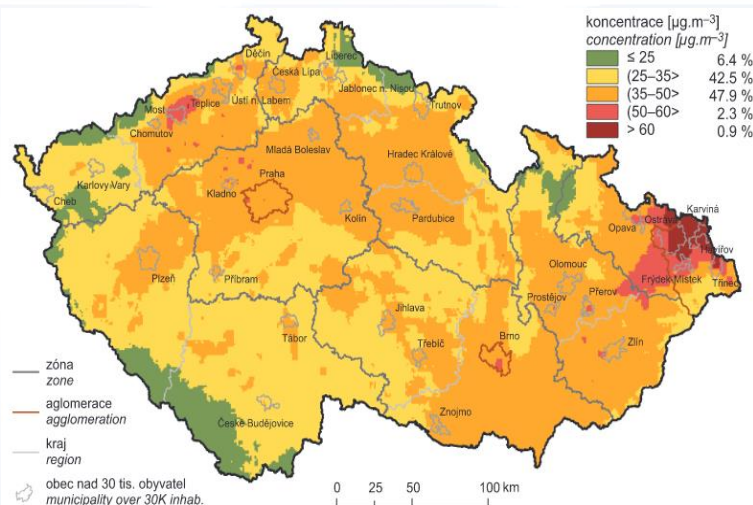 koncentrace [µg.m⁻³]
concentration [µg.m⁻³]
≤ 25 6.4 %
(25–35> 42.5 %
(35–50> 47.9 %
(50–60> 2.3 %
> 60 0.9 %
Děčín
Liberec
Česká Lípa
Jablonec n. Nisou
Ústí n. Labem
Teplice
Most
Trutnov
Chomutov
Mladá Boleslav
Hradec Králové
Karlovy Vary
Praha
Kladno
Cheb
Kolín
Pardubice
Karviná
Ostrava
Opava
Havířov
Plzeň
Příbram
Olomouc
Frýdek-Místek
Třinec
Přerov
Prostějov
Jihlava
Tábor
Brno
Třebíč
Zlín
České Budějovice
Znojmo
zóna
zone
aglomerace
agglomeration
kraj
region
obec nad 30 tis. obyvatel
municipality over 30K inhab.
0 25 50 100 km